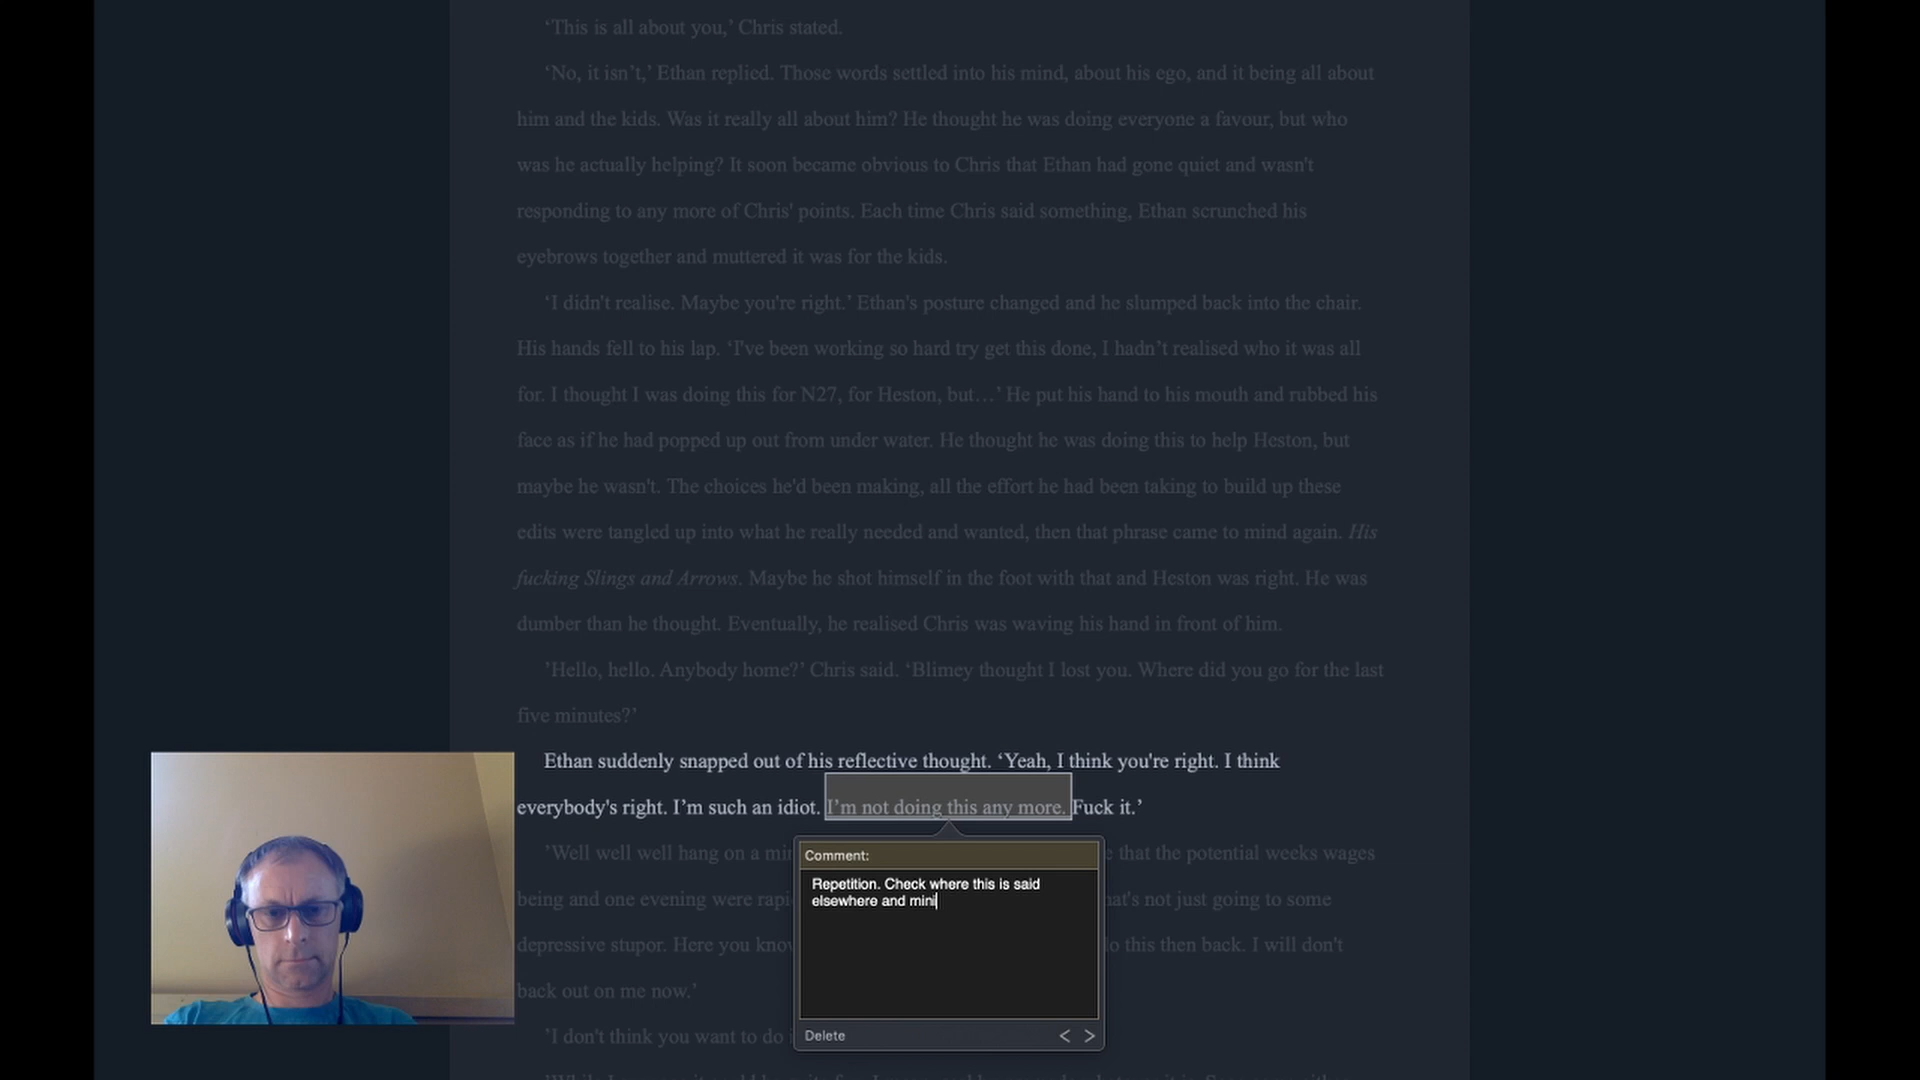 ‘This is all about you,’ Chris stated.
‘No, it isn’t,’ Ethan replied. Those words settled into his mind, about his ego, and it being all about
him and the kids. Was it really all about him? He thought he was doing everyone a favour, but who
was he actually helping? It soon became obvious to Chris that Ethan had gone quiet and wasn't
responding to any more of Chris' points. Each time Chris said something, Ethan scrunched his
eyebrows together and muttered it was for the kids.
‘I didn't realise. Maybe you're right.’ Ethan's posture changed and he slumped back into the chair.
His hands fell to his lap. ‘I've been working so hard try get this done, I hadn’t realised who it was all
for. I thought I was doing this for N27, for Heston, but…’ He put his hand to his mouth and rubbed his
face as if he had popped up out from under water. He thought he was doing this to help Heston, but
maybe he wasn't. The choices he'd been making, all the effort he had been taking to build up these
edits were tangled up into what he really needed and wanted, then that phrase came to mind again. His
fucking Slings and Arrows. Maybe he shot himself in the foot with that and Heston was right. He was
dumber than he thought. Eventually, he realised Chris was waving his hand in front of him.
’Hello, hello. Anybody home?’ Chris said. ‘Blimey thought I lost you. Where did you go for the last
five minutes?’
Ethan suddenly snapped out of his reflective thought. ‘Yeah, I think you're right. I think
everybody's right. I’m such an idiot. I’m not doing this any more. Fuck it.’
’Well well well hang on a that the potential weeks wages
being and one evening were not just going to some
depressive stupor. Here you this then back. I will don't
back out on me now.’
’I don't think you want to do
Comment:
Repetition. Check where this is said
elsewhere and mini
Delete < >